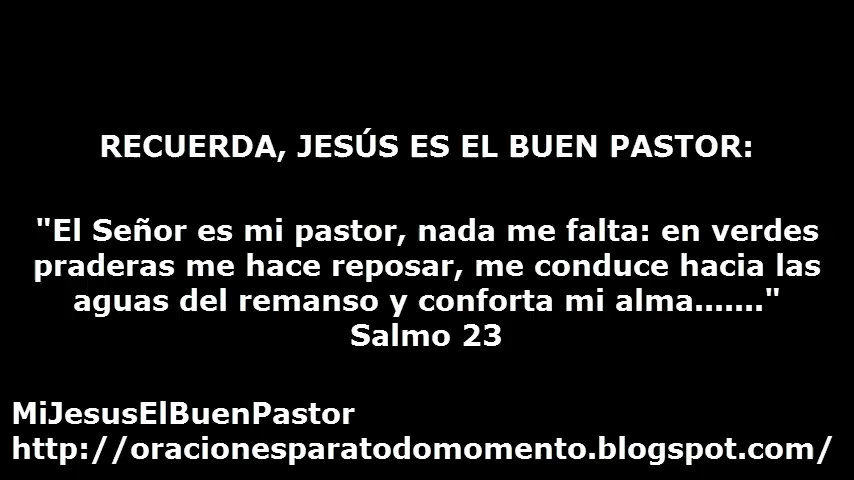 RECUERDA, JESÚS ES EL BUEN PASTOR:
"El Señor es mi pastor, nada me falta: en verdes
praderas me hace reposar, me conduce hacia las
aguas del remanso y conforta mi alma......."
Salmo 23
MiJesusElBuenPastor
http://oracionesparatodomomento.blogspot.com/